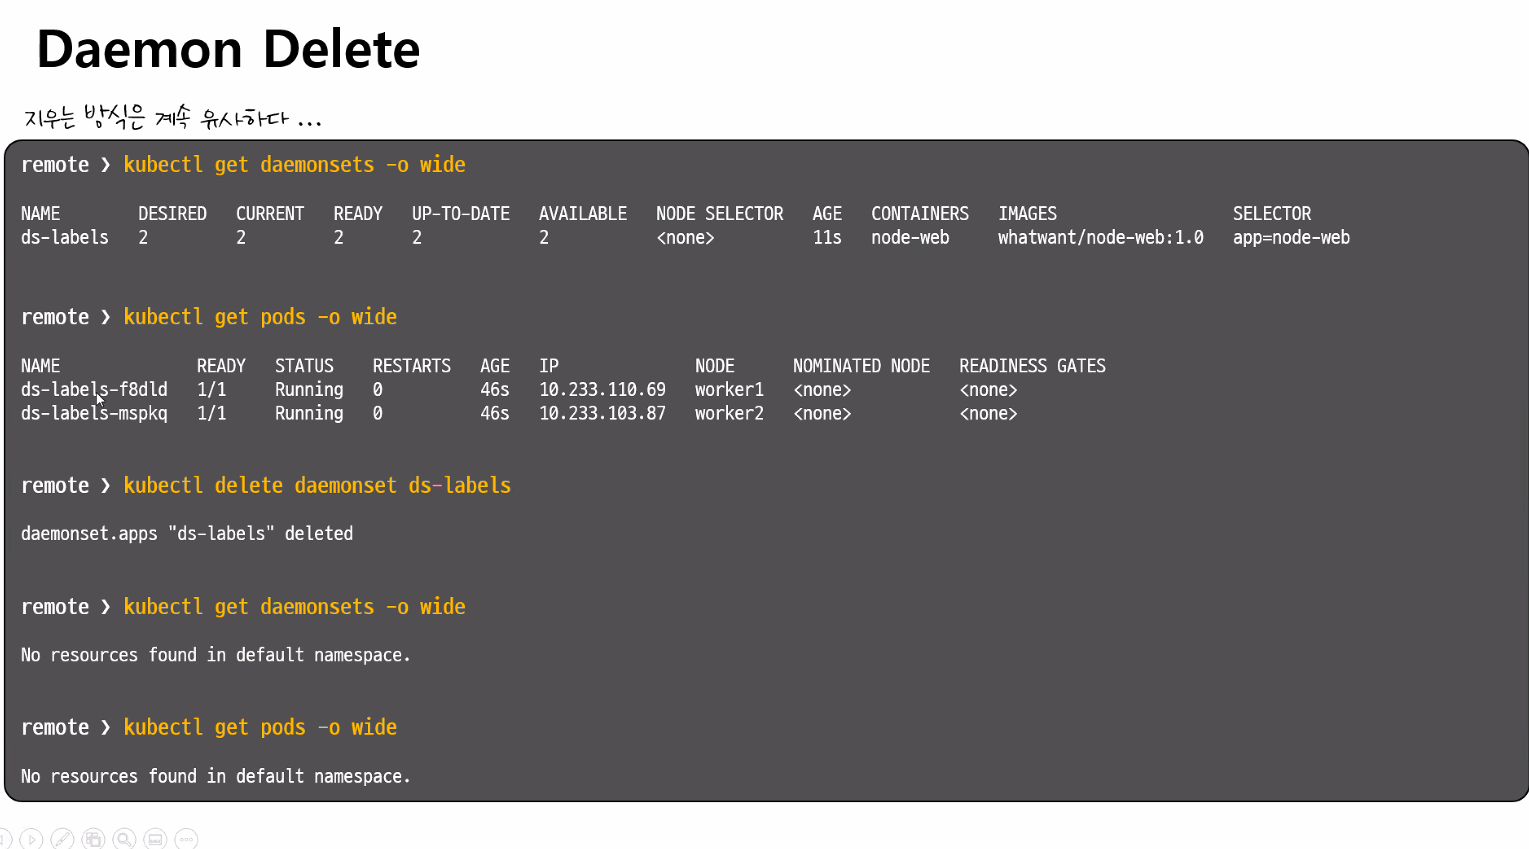 Daemon Delete
지우는 방식은 계속 유사하다 ...
remote ❯ kubectl get daemonsets -o wide
NAME DESIRED CURRENT READY UP-TO-DATE AVAILABLE NODE SELECTOR AGE CONTAINERS IMAGES SELECTOR
ds-labels 2 2 2 2 2 <none> 11s node-web whatwant/node-web:1.0 app=node-web
remote ❯ kubectl get pods -o wide
NAME READY STATUS RESTARTS AGE IP NODE NOMINATED NODE READINESS GATES
ds-labels-f8dld 1/1 Running 0 46s 10.233.110.69 worker1 <none> <none>
ds-labels-mspkq 1/1 Running 0 46s 10.233.103.87 worker2 <none> <none>
remote ❯ kubectl delete daemonset ds-labels
daemonset.apps "ds-labels" deleted
remote ❯ kubectl get daemonsets -o wide
No resources found in default namespace.
remote ❯ kubectl get pods -o wide
No resources found in default namespace.